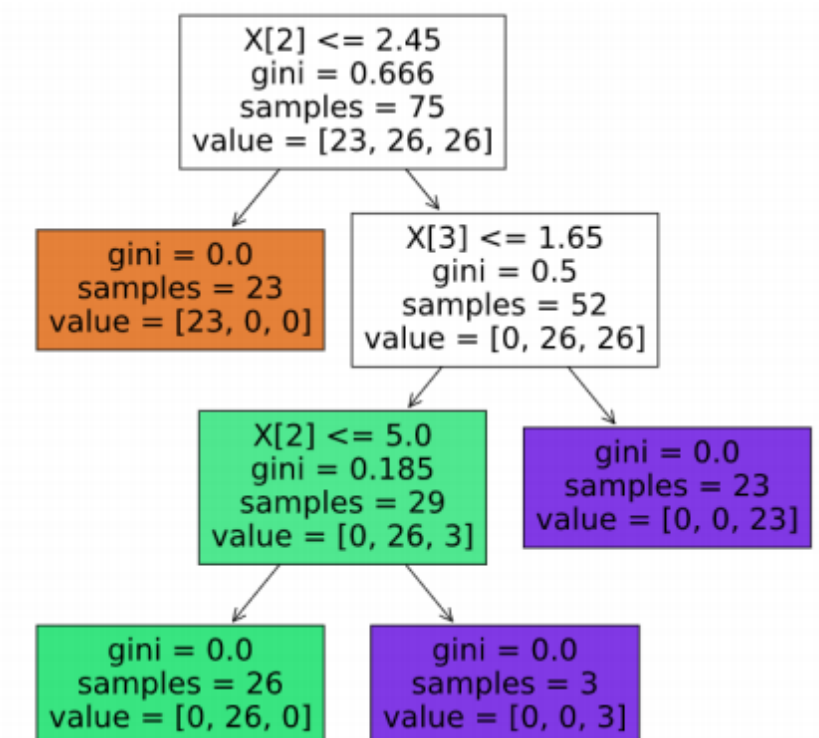 X[2] <= 2.45
gini = 0.666
samples = 75
value = [23, 26, 26]
gini = 0.0
samples = 23
value = [23, 0, 0]
X[3] <= 1.65
gini = 0.5
samples = 52
value = [0, 26, 26]
X[2] <= 5.0
gini = 0.185
samples = 29
value = [0, 26, 3]
gini = 0.0
samples = 23
value = [0, 0, 23]
gini = 0.0
samples = 26
value = [0, 26, 0]
gini = 0.0
samples = 3
value = [0, 0, 3]